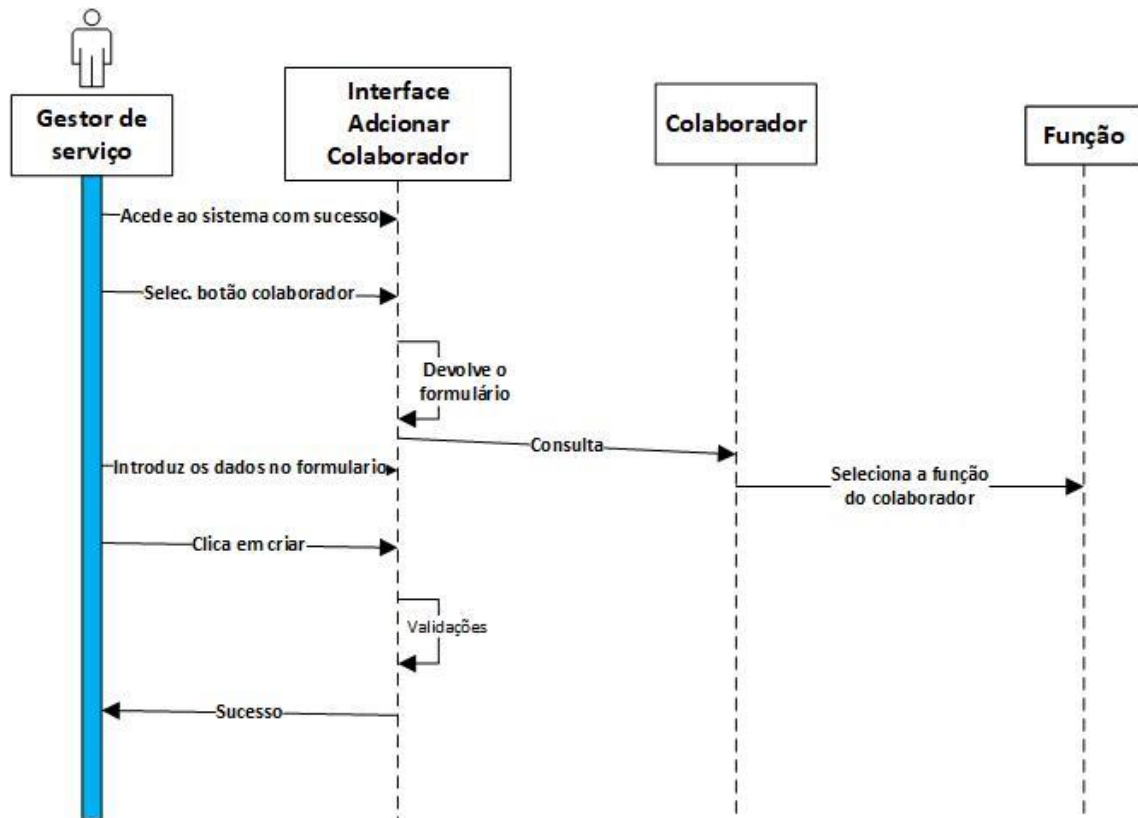 Gestor de
serviço
Interface
Adcionar
Colaborador
Colaborador
Função
Acede ao sistema com sucesso
Selec. botão colaborador
Devolve o
formulário
Consulta
Introduz os dados no formulario
Seleciona a função
do colaborador
Clica em criar
Validações
Sucesso